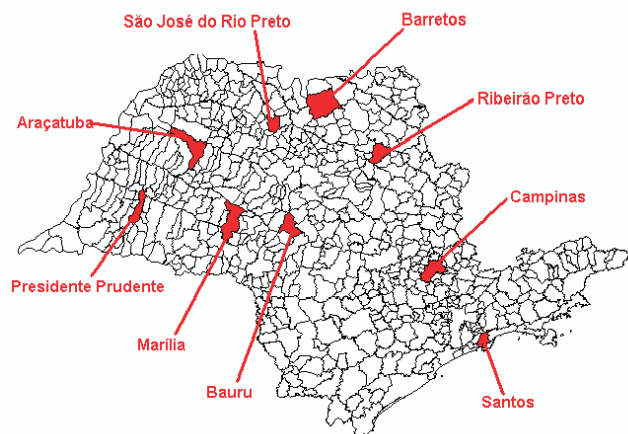 São José do Rio Preto
Barretos
Ribeirão Preto
Araçatuba
Campinas
Presidente Prudente
Marília
Bauru
Santos